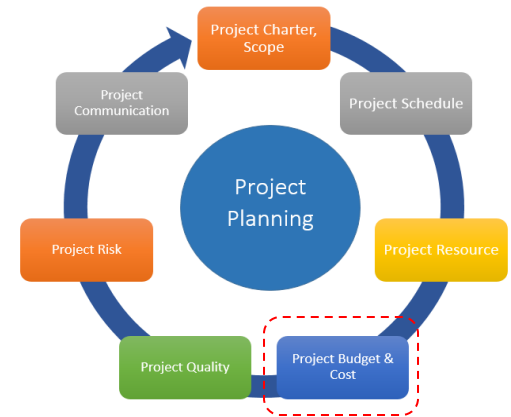 Project Charter,
Scope
Project Schedule
Project Resource
Project Budget &
Cost
Project Quality
Project Risk
Project
Communication
Project
Planning